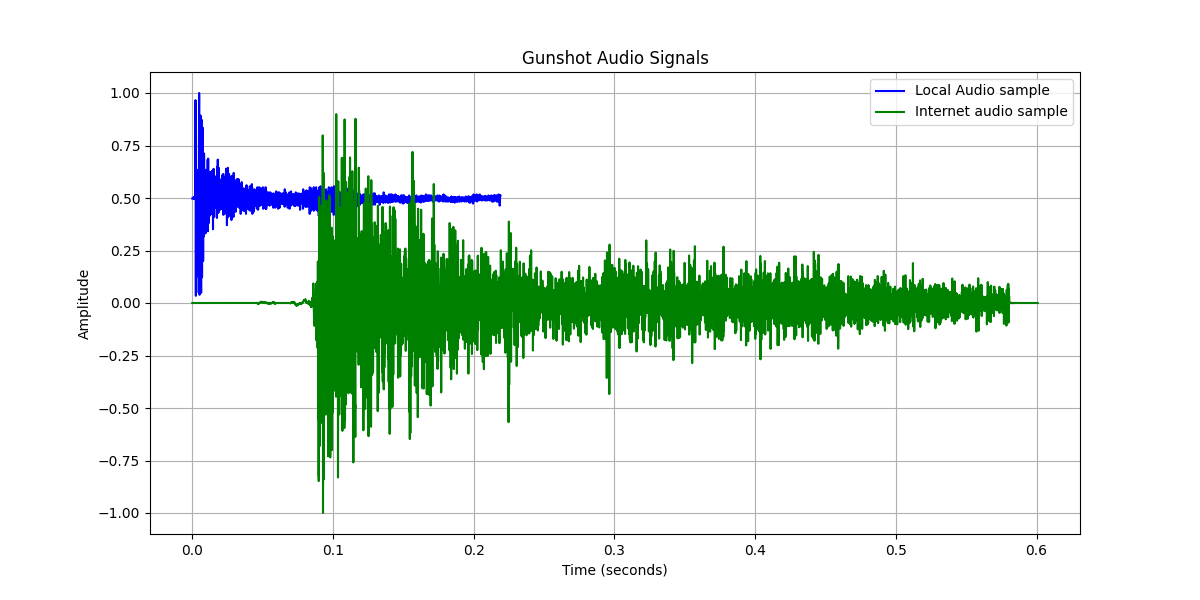 Gunshot Audio Signals
Local Audio sample
Internet audio sample
1.00
0.75
0.50
0.25
0.00
−0.25
−0.50
−0.75
−1.00
Amplitude
0.0 0.1 0.2 0.3 0.4 0.5 0.6
Time (seconds)